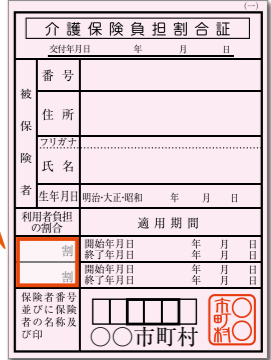 (一)
介護保険負担割合証
交付年月日 年 月 日
被保険者
番号
住所
フリガナ
氏名
生年月日 明治・大正・昭和 年 月 日
利用者負担の割合 適用期間
割 開始年月日 年 月 日
終了年月日 年 月 日
割 開始年月日 年 月 日
終了年月日 年 月 日
保険者番号
並びに保険
者の名称及
び印
〇〇市町村
市町村〇〇